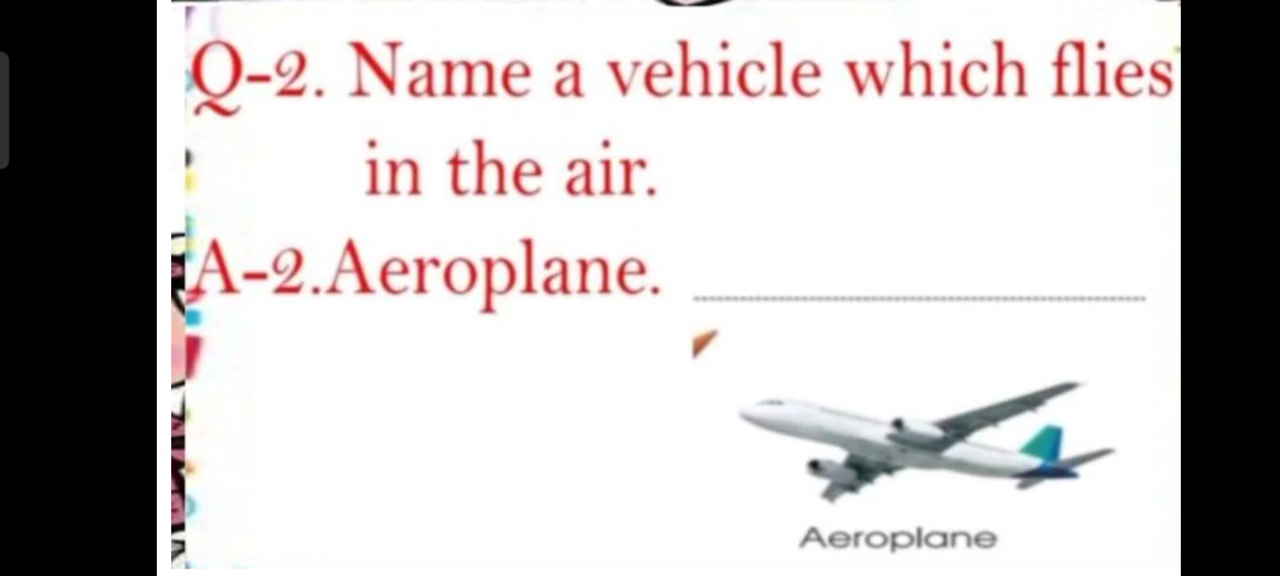 Q-2. Name a vehicle which flies
in the air.
A-2.Aeroplane.
Aeroplane